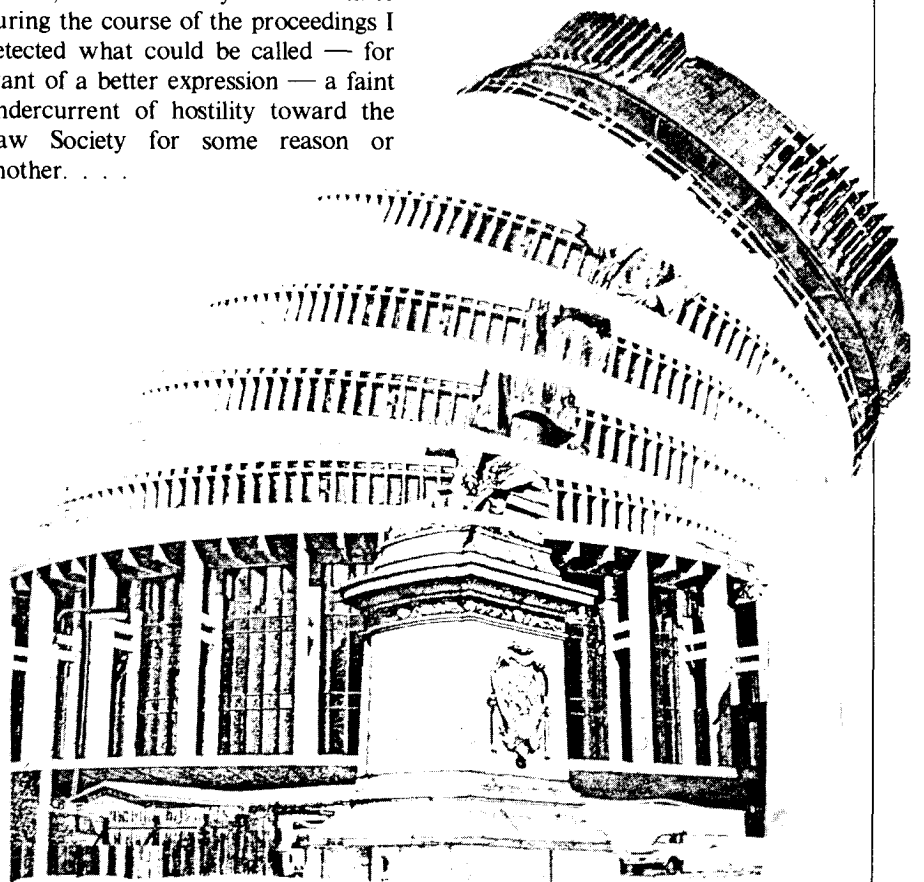 uring the course of the proceedings I
etected what could be called — for
ant of a better expression — a faint
ndercurrent of hostility toward the
aw Society for some reason or
nother. . . .